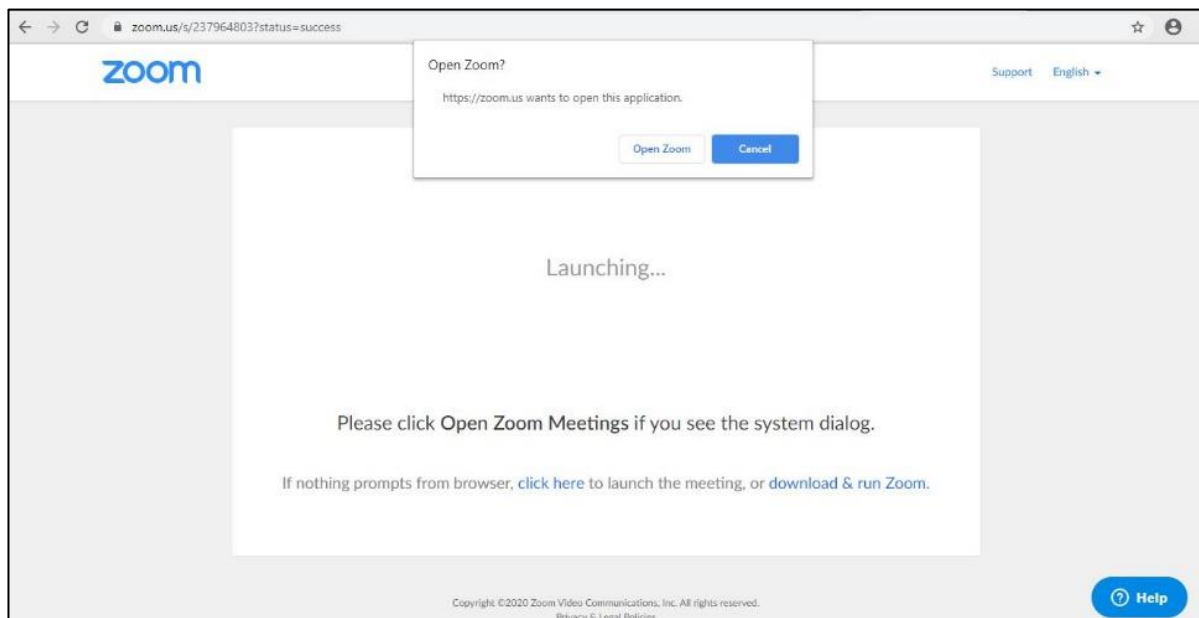 zoom.us/s/237964803?status=success
zoom
Support English
Open Zoom?
https://zoom.us wants to open this application.
Open Zoom Cancel
Launching...
Please click Open Zoom Meetings if you see the system dialog.
If nothing prompts from browser, click here to launch the meeting, or download & run Zoom.
Copyright ©2020 Zoom Video Communications, Inc. All rights reserved.
Privacy & Legal Policies
? Help